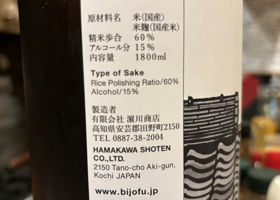 原材料名 米(国産)
米麹(国産米)
精米歩合 60%
アルコール分 15%
内容量 1800ml
Type of Sake
Rice Polishing Ratio/60%
Alcohol/15%
製造者
有限会社 濵川商店
高知県安芸郡田野町2150
TEL 0887-38-2004
HAMAKAWA SHOTEN
CO.,LTD.
2150 Tano-cho Aki-gun,
Kochi JAPAN
www.bijofu.jp